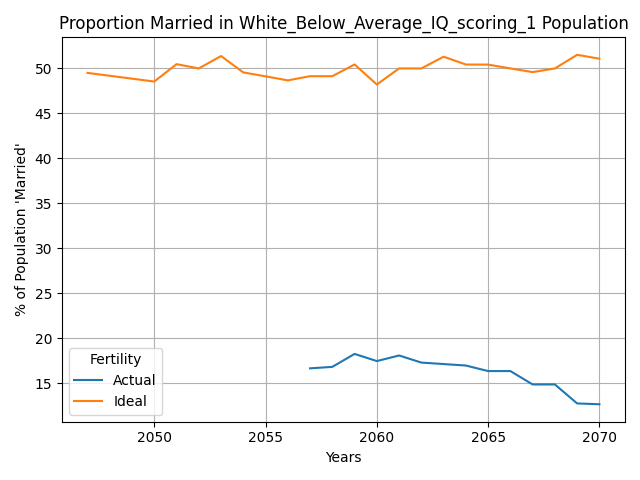 Proportion Married in White_Below_Average_IQ_scoring_1 Population
% of Population 'Married'
50
45
40
35
30
25
20
15
Fertility
Actual
Ideal
2050 2055 2060 2065 2070
Years